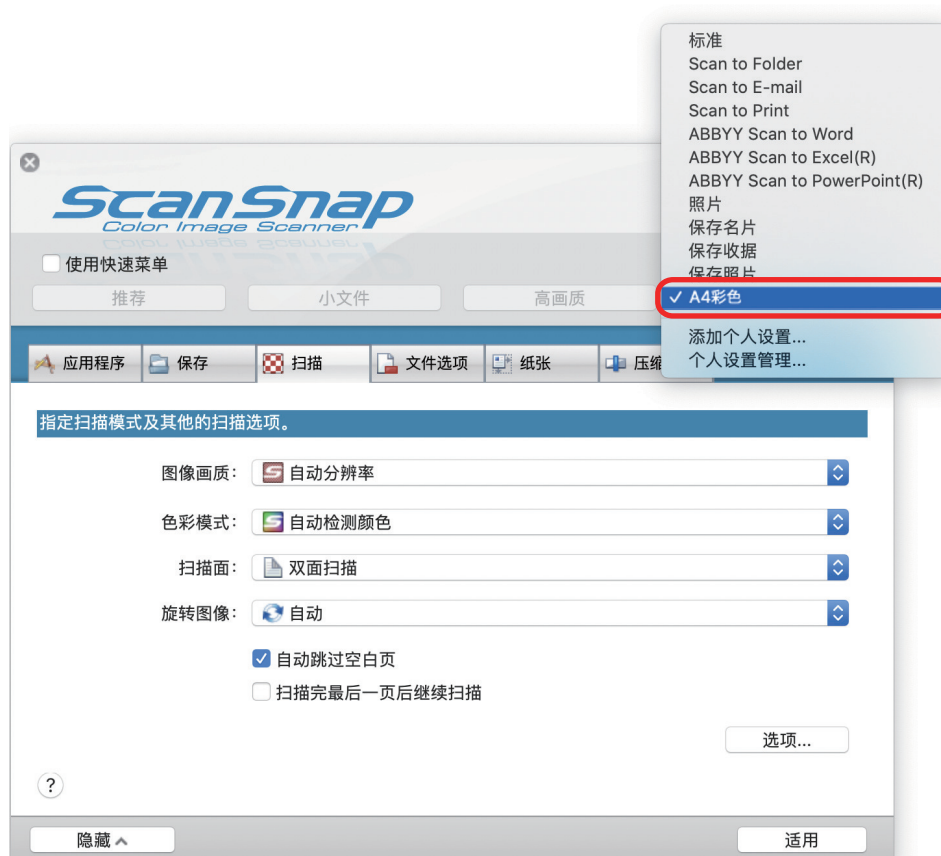 标准
Scan to Folder
Scan to E-mail
Scan to Print
ABBYY Scan to Word
ABBYY Scan to Excel(R)
ABBYY Scan to PowerPoint(R)
照片
保存名片
保存收据
保存照片
✓ A4彩色
添加个人设置...
个人设置管理...
ScanSnap
Color Image Scanner
使用快速菜单
推荐 小文件 高画质
应用程序 保存 扫描 文件选项 纸张 压缩
指定扫描模式及其他的扫描选项。
图像画质: 自动分辨率
色彩模式: 自动检测颜色
扫描面: 双面扫描
旋转图像: 自动
自动跳过空白页
扫描完最后一页后继续扫描
选项...
?
隐藏 适用